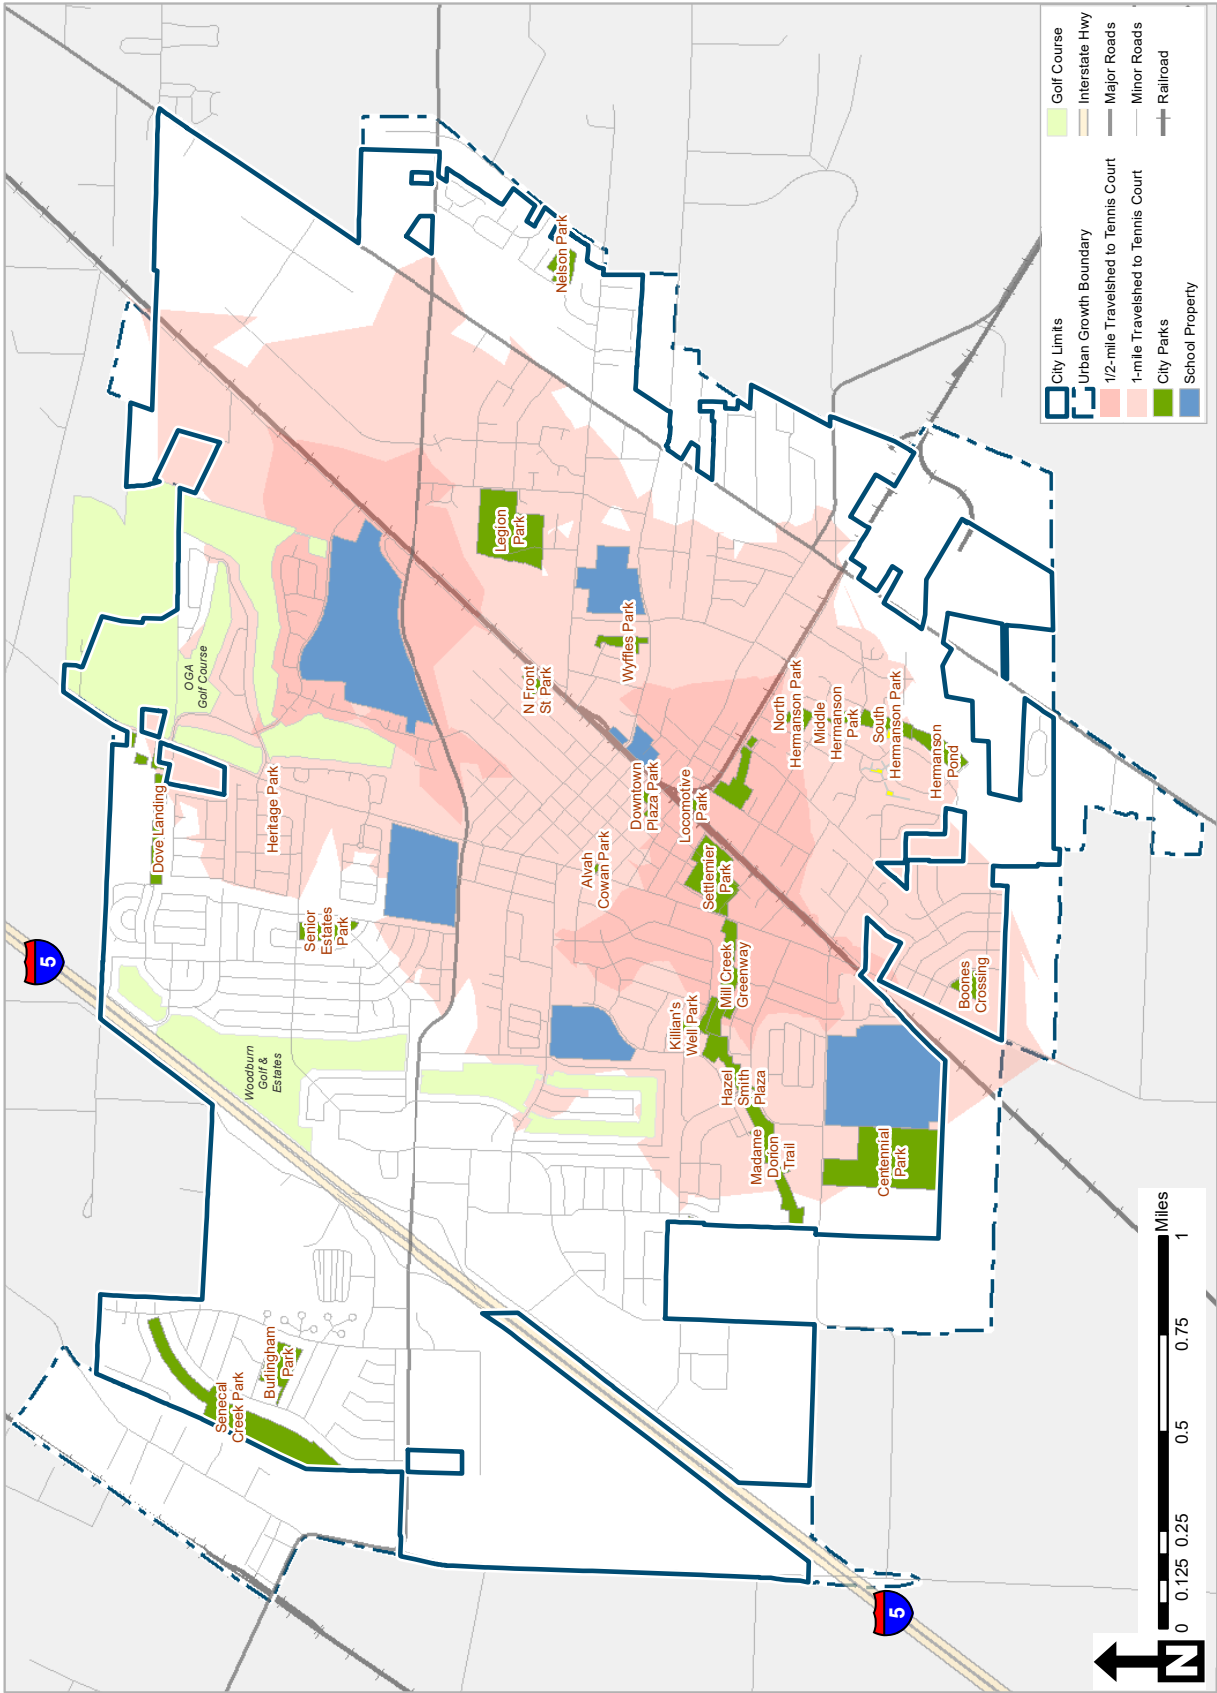 Golf Course
Interstate Hwy
Major Roads
Minor Roads
Railroad
City Limits
Urban Growth Boundary
1/2-mile Travelshed to Tennis Court
1-mile Travelshed to Tennis Court
City Parks
School Property
5
Nelson Park
Legion
Park
OGA
Golf Course
Wyffles Park
N Front
St Park
North
Hermanson Park
Middle
Hermanson
Park
South
Hermanson Park
Hermanson
Pond
Downtown
Plaza Park
Locomotive
Park
Dove Landing
Heritage Park
Alvah
Cowan Park
Settlemier
Park
Senior
Estates
Park
Mill Creek
Greenway
Boones
Crossing
Killian's
Well Park
Woodburn
Golf &
Estates
Hazel
Smith
Plaza
Madame
Dorion
Trail
Centennial
Park
Burlingham
Park
Senecal
Creek Park
5
Miles
0 0.125 0.25 0.5 0.75 1
N